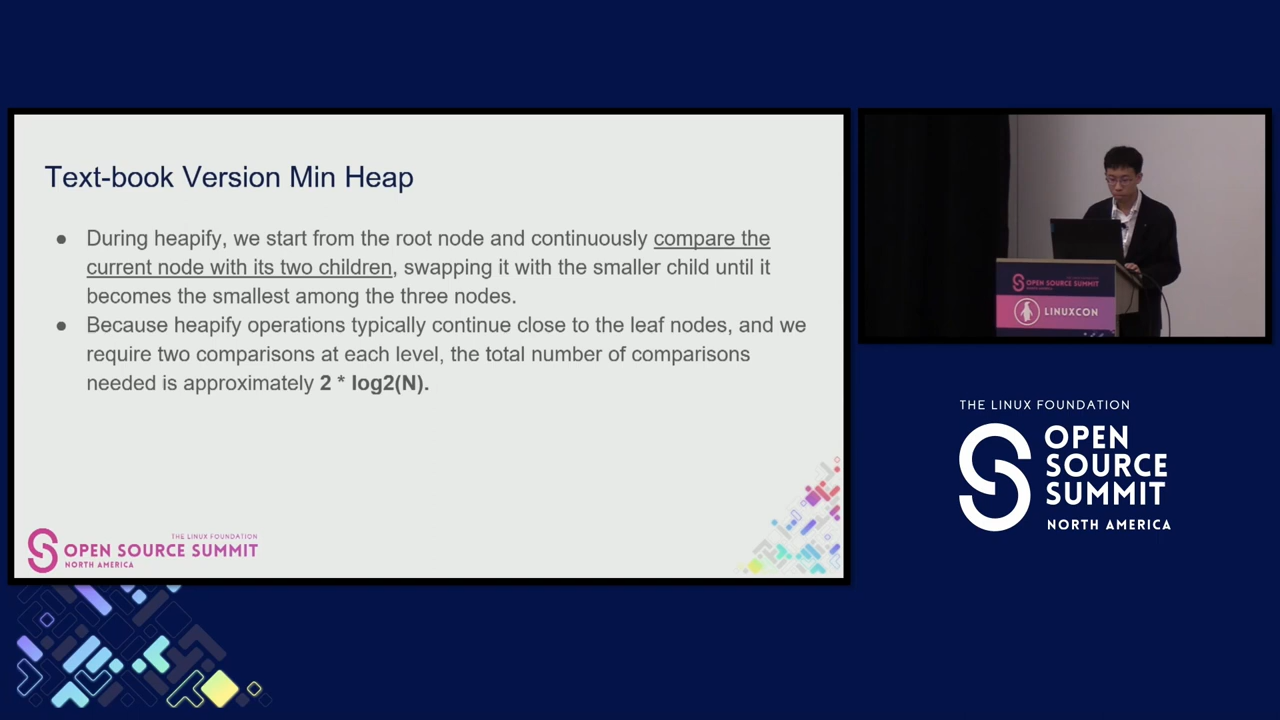 Text-book Version Min Heap
● During heapify, we start from the root node and continuously compare the
current node with its two children, swapping it with the smaller child until it
becomes the smallest among the three nodes.
● Because heapify operations typically continue close to the leaf nodes, and we
require two comparisons at each level, the total number of comparisons
needed is approximately 2 * log2(N).
THE LINUX FOUNDATION
OPEN SOURCE SUMMIT
NORTH AMERICA
OPEN SOURCE SUMMIT
LINUXCON
THE LINUX FOUNDATION
OPEN
SOURCE
SUMMIT
NORTH AMERICA